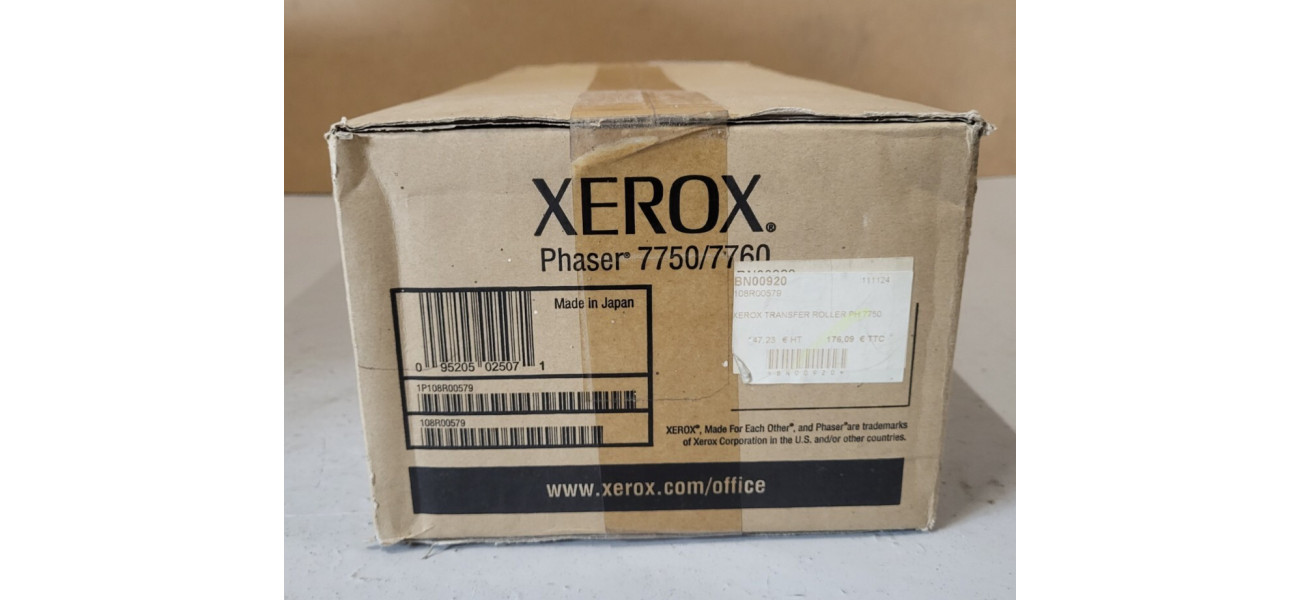 XEROX®
Phaser® 7750/7760
BN00920 111124
108R00579
XEROX TRANSFER ROLLER PH 7750
€ HT 176,09 € TTC
Made in Japan
0 95205 02507 1
1P108R00579
108R00579
XEROX®, Made For Each Other®, and Phaser® are trademarks
of Xerox Corporation in the U.S. and/or other countries.
www.xerox.com/office